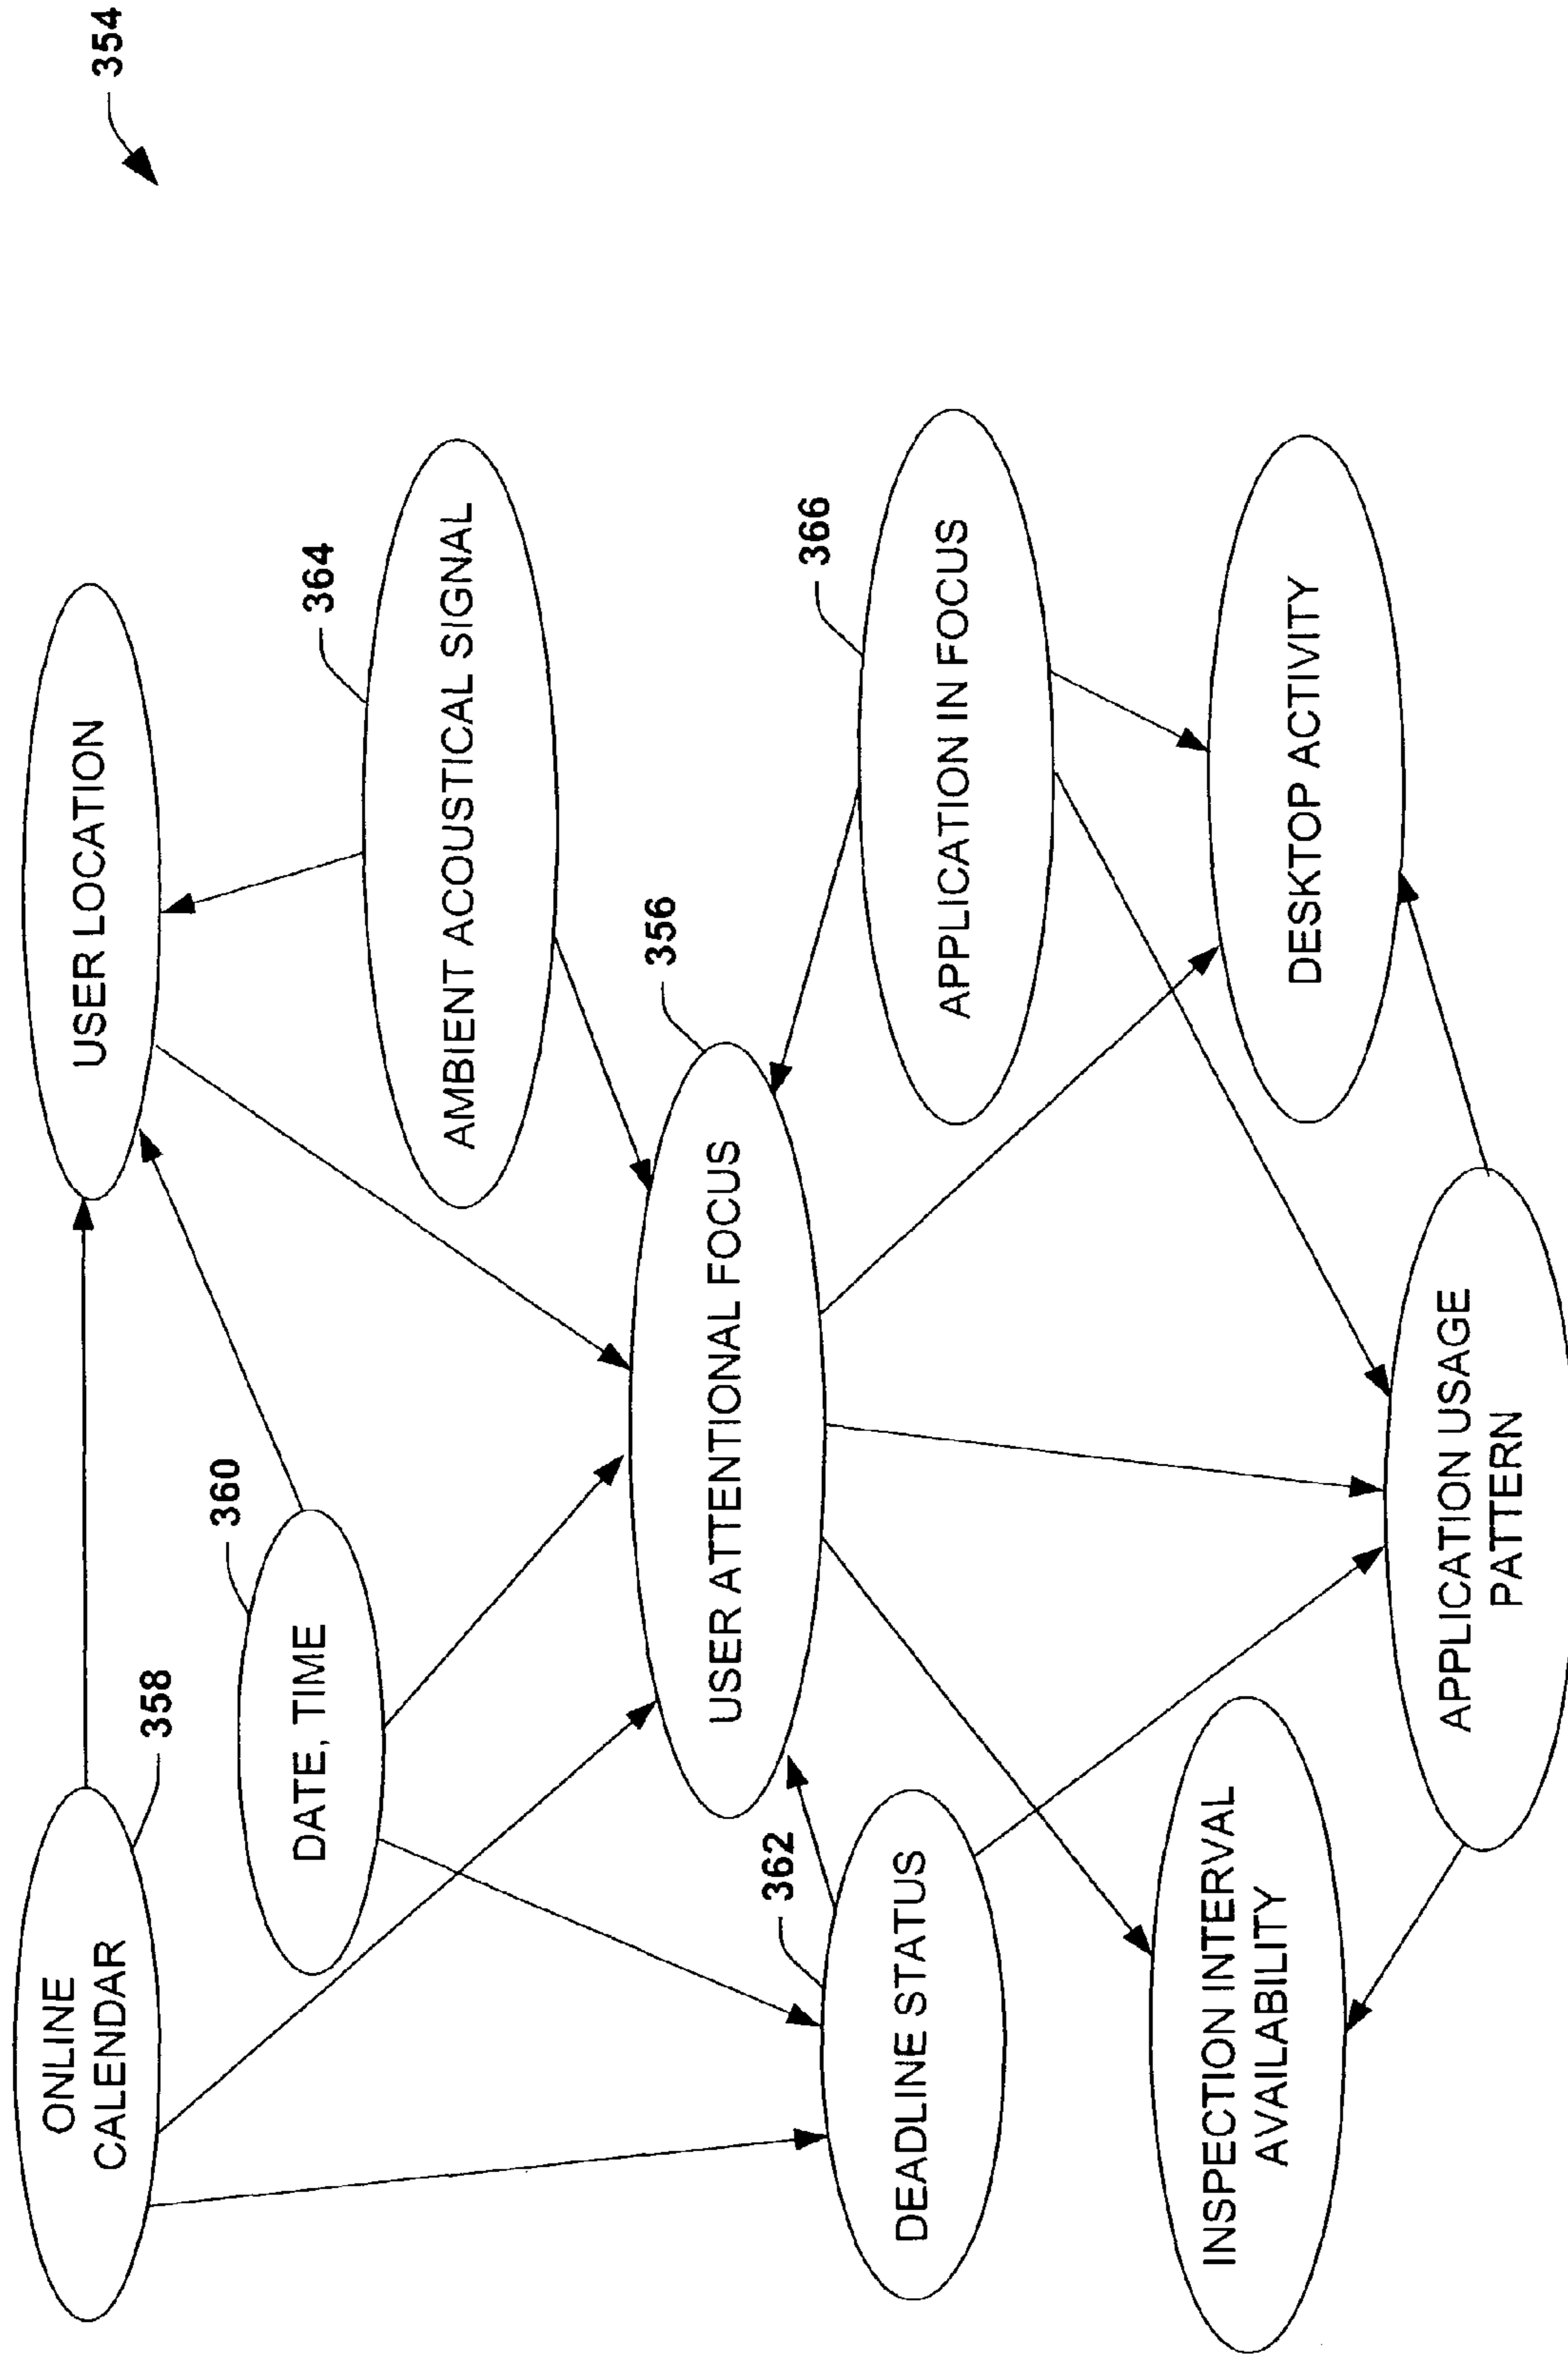 354
ONLINE
CALENDAR
358
USER LOCATION
DATE, TIME
360
364
AMBIENT ACOUSTICAL SIGNAL
356
USER ATTENTIONAL FOCUS
362
DEADLINE STATUS
366
APPLICATION IN FOCUS
INSPECTION INTERVAL
AVAILABILITY
DESKTOP ACTIVITY
APPLICATION USAGE
PATTERN